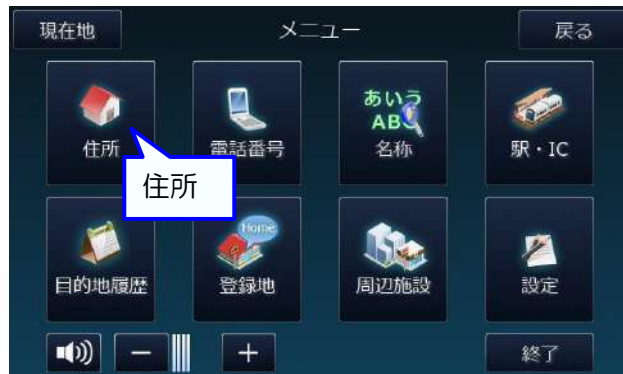 現在地
メニュー
戻る
住所
電話番号
あいう
ABC
名称
駅・IC
住所
目的地履歴
Home
登録地
周辺施設
設定
− +
終了